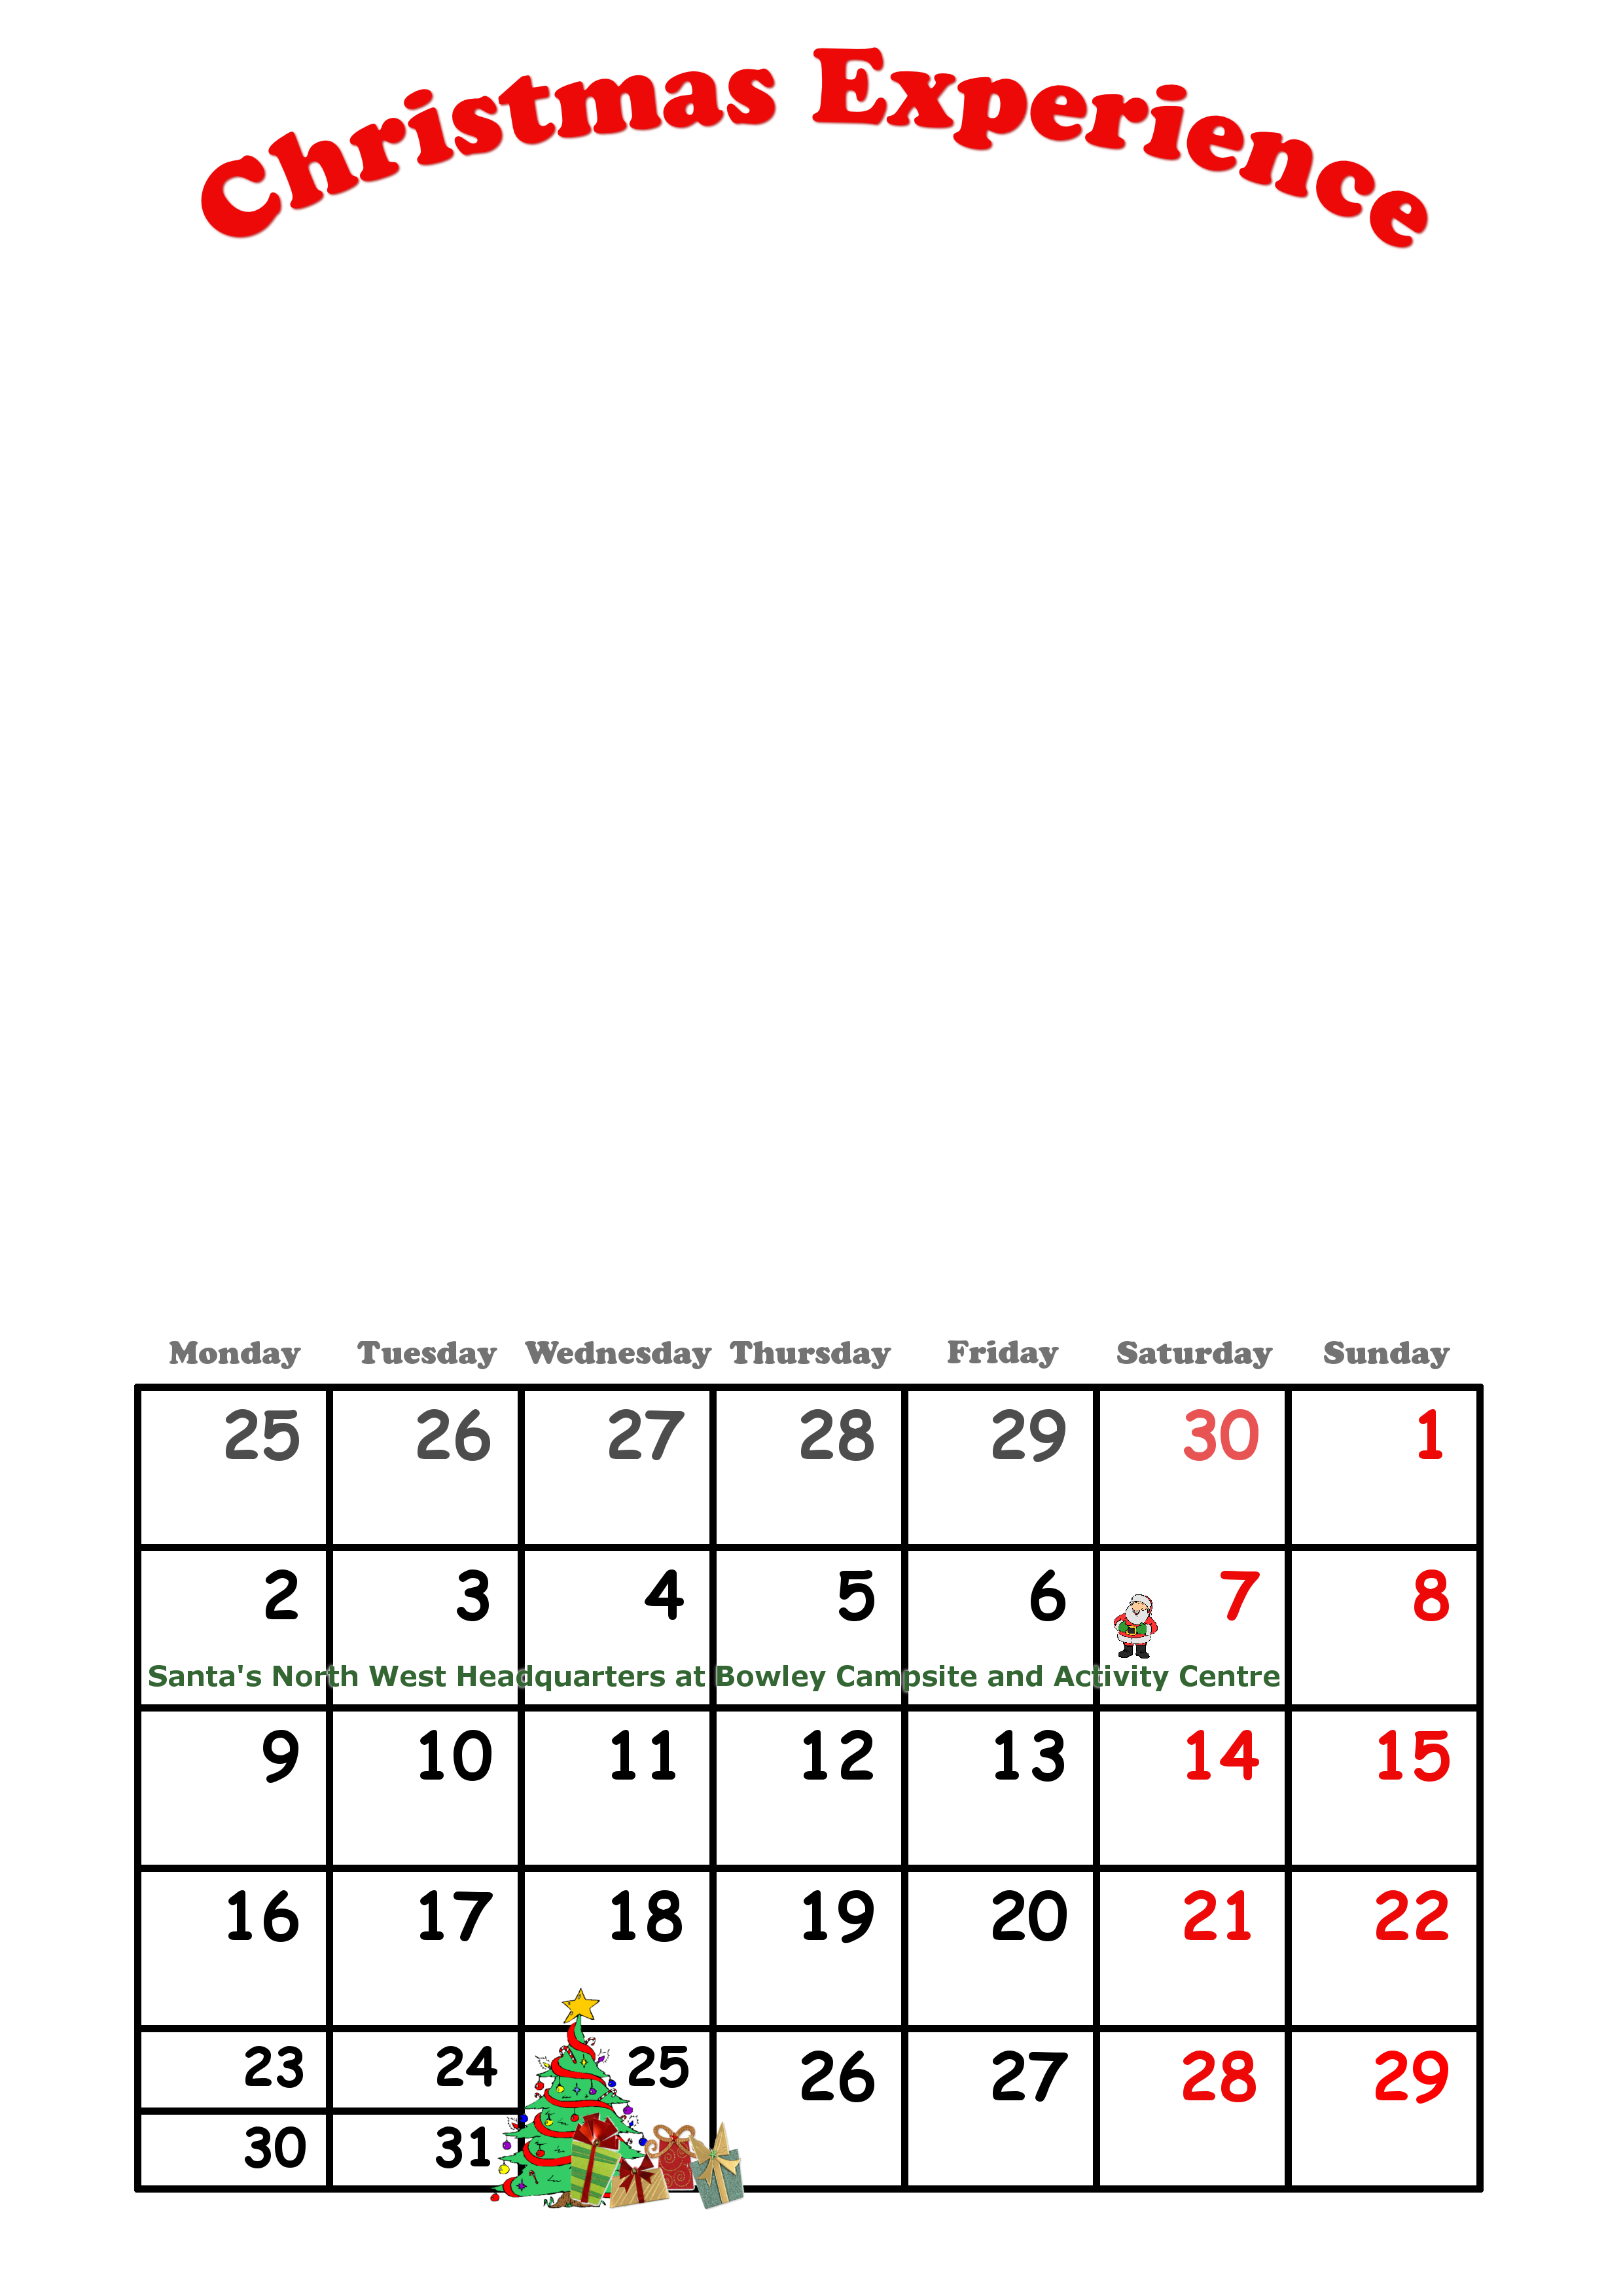 Christmas Experience
Monday Tuesday Wednesday Thursday Friday Saturday Sunday
25 26 27 28 29 30 1
2 3 4 5 6 7 8
Santa's North West Headquarters at Bowley Campsite and Activity Centre
9 10 11 12 13 14 15
16 17 18 19 20 21 22
23 24 25 26 27 28 29
30 31